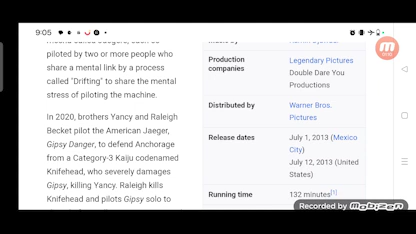 9:05
piloted by two or more people who
share a mental link by a process
called "Drifting" to share the mental
stress of piloting the machine.
In 2020, brothers Yancy and Raleigh
Becket pilot the American Jaeger,
Gipsy Danger, to defend Anchorage
from a Category-3 Kaiju codenamed
Knifehead, who severely damages
Gipsy, killing Yancy. Raleigh kills
Knifehead and pilots Gipsy solo to
Production
companies
Legendary Pictures
Double Dare You
Productions
Distributed by
Warner Bros.
Pictures
Release dates
July 1, 2013 (Mexico
City)
July 12, 2013 (United
States)
Running time
132 minutes[1]
Recorded by Mobizen